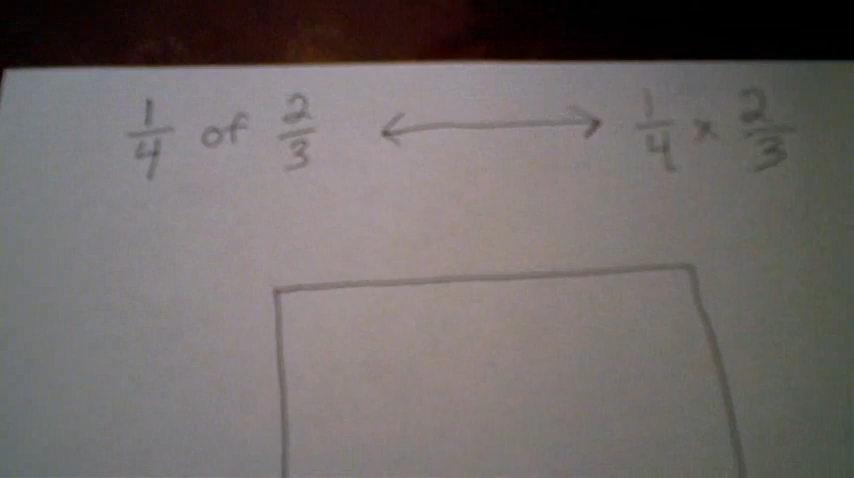 1/4 of 2/3 ⟷ 1/4 x 2/3